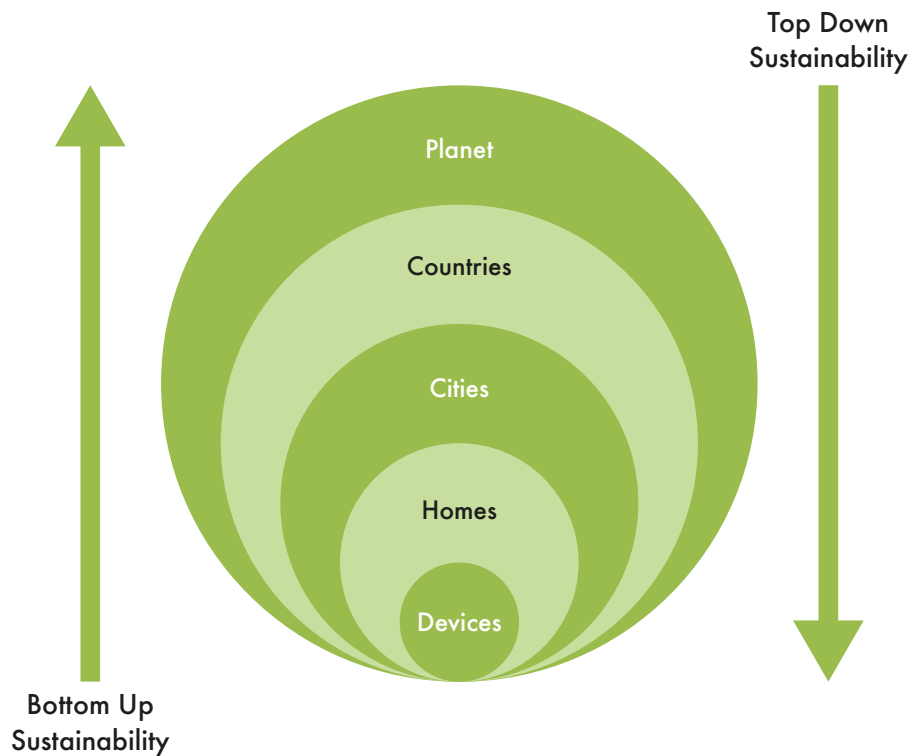 Top Down
Sustainability
Planet
Countries
Cities
Homes
Devices
Bottom Up
Sustainability